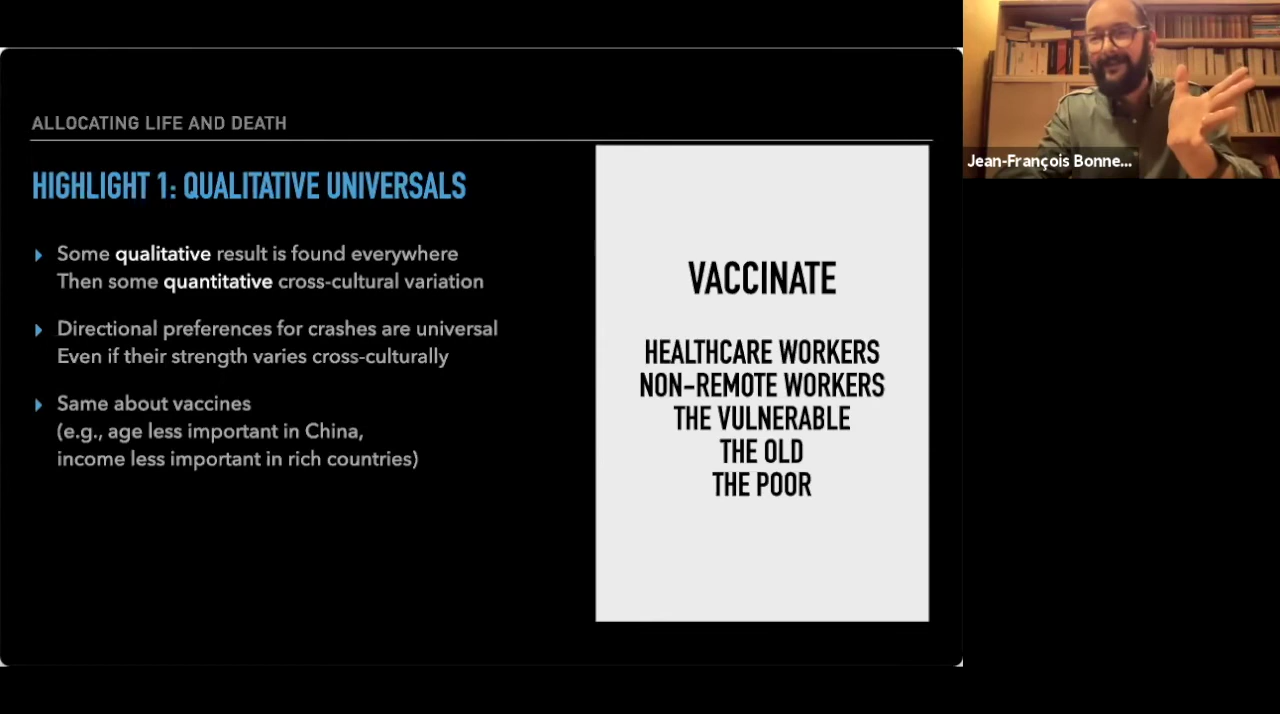 ALLOCATING LIFE AND DEATH
HIGHLIGHT 1: QUALITATIVE UNIVERSALS
Some qualitative result is found everywhere
Then some quantitative cross-cultural variation
Directional preferences for crashes are universal
Even if their strength varies cross-culturally
Same about vaccines
(e.g., age less important in China,
income less important in rich countries)
VACCINATE
HEALTHCARE WORKERS
NON-REMOTE WORKERS
THE VULNERABLE
THE OLD
THE POOR
Jean-François Bonne...